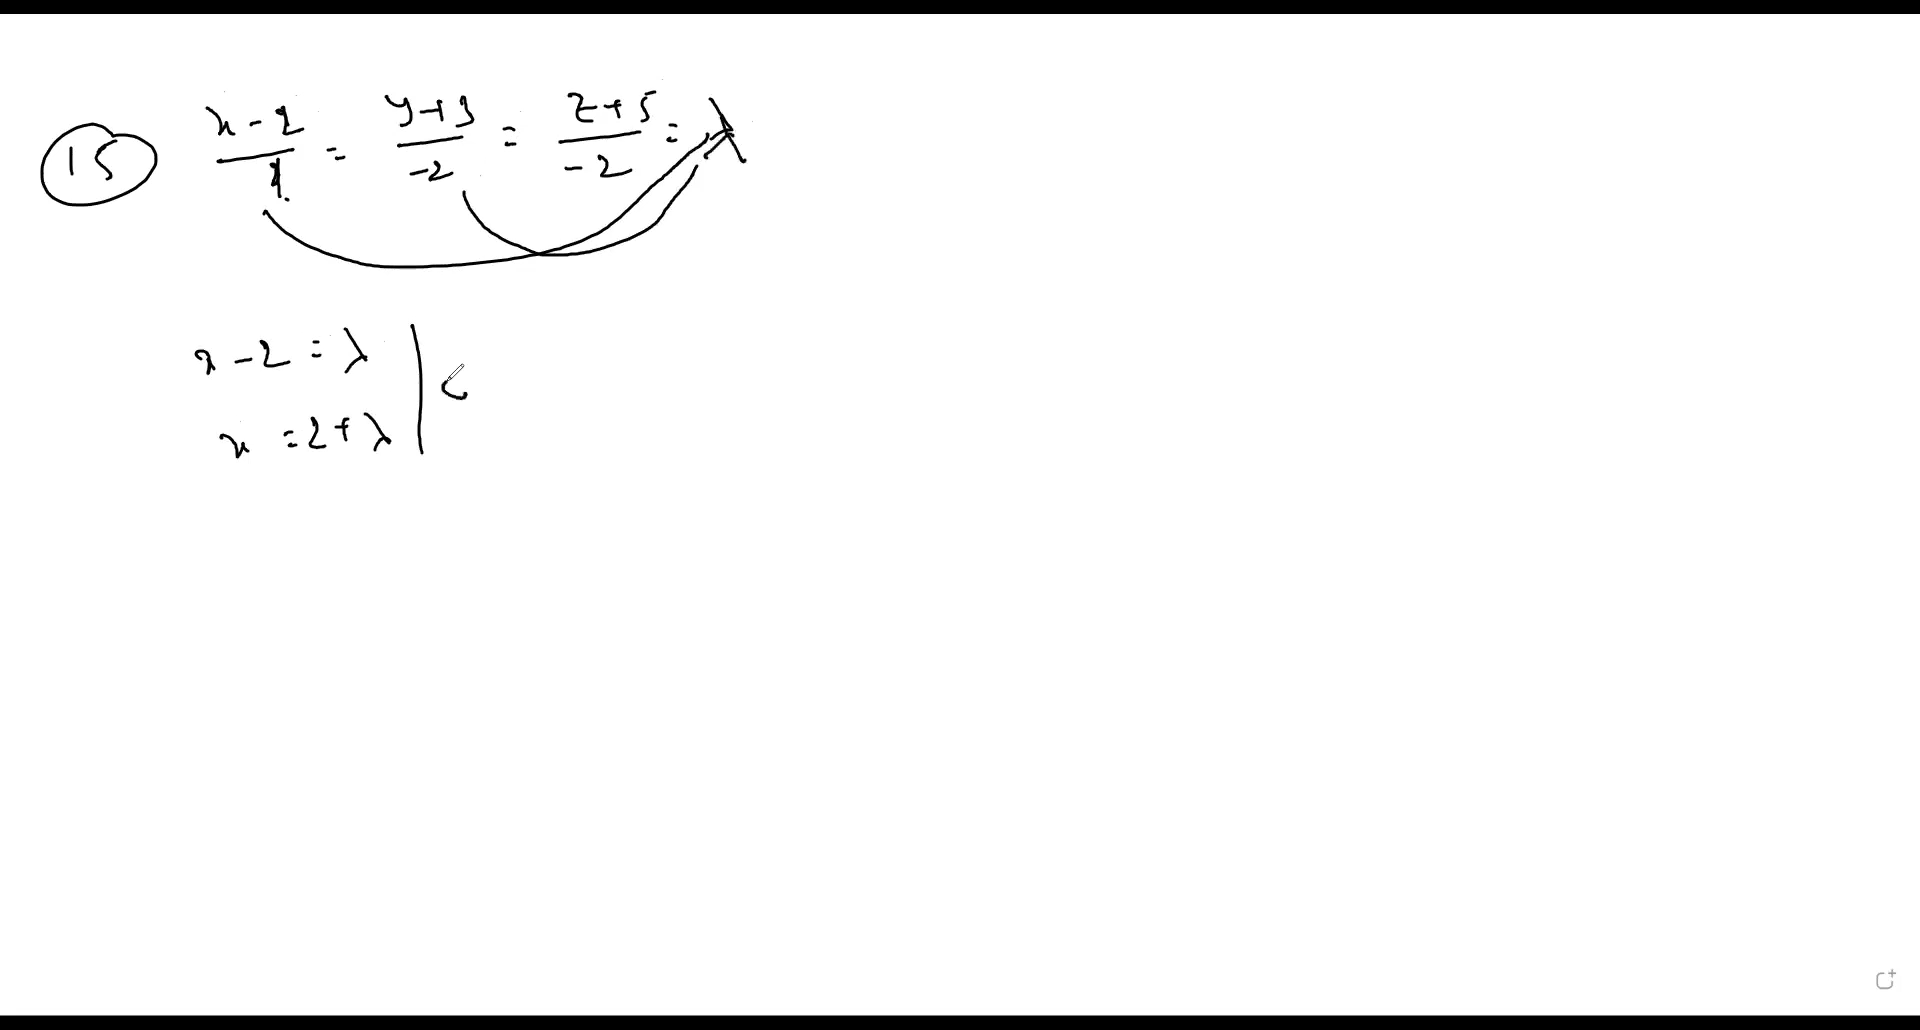 15 x-2/1 = y+3/-2 = z+5/-2 = λ
x-2 = λ
x = 2+λ